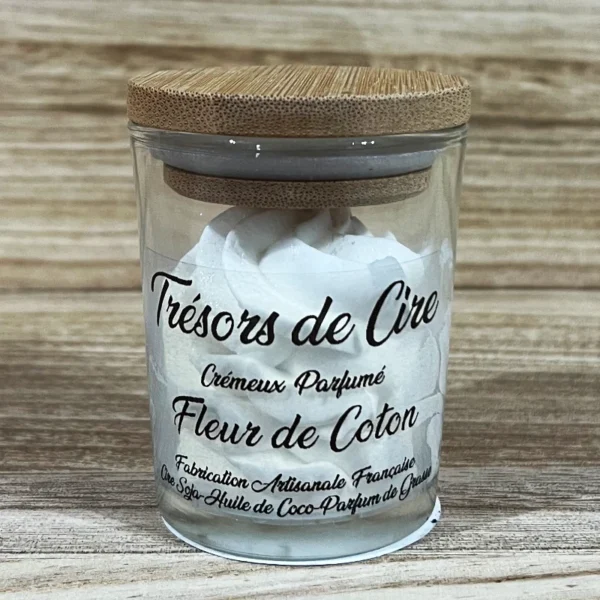 Trésors de Cire
Crémeux Parfumé
Fleur de Coton
Fabrication Artisanale Française
Cire Soja-Huile de Coco-Parfum de Grasse